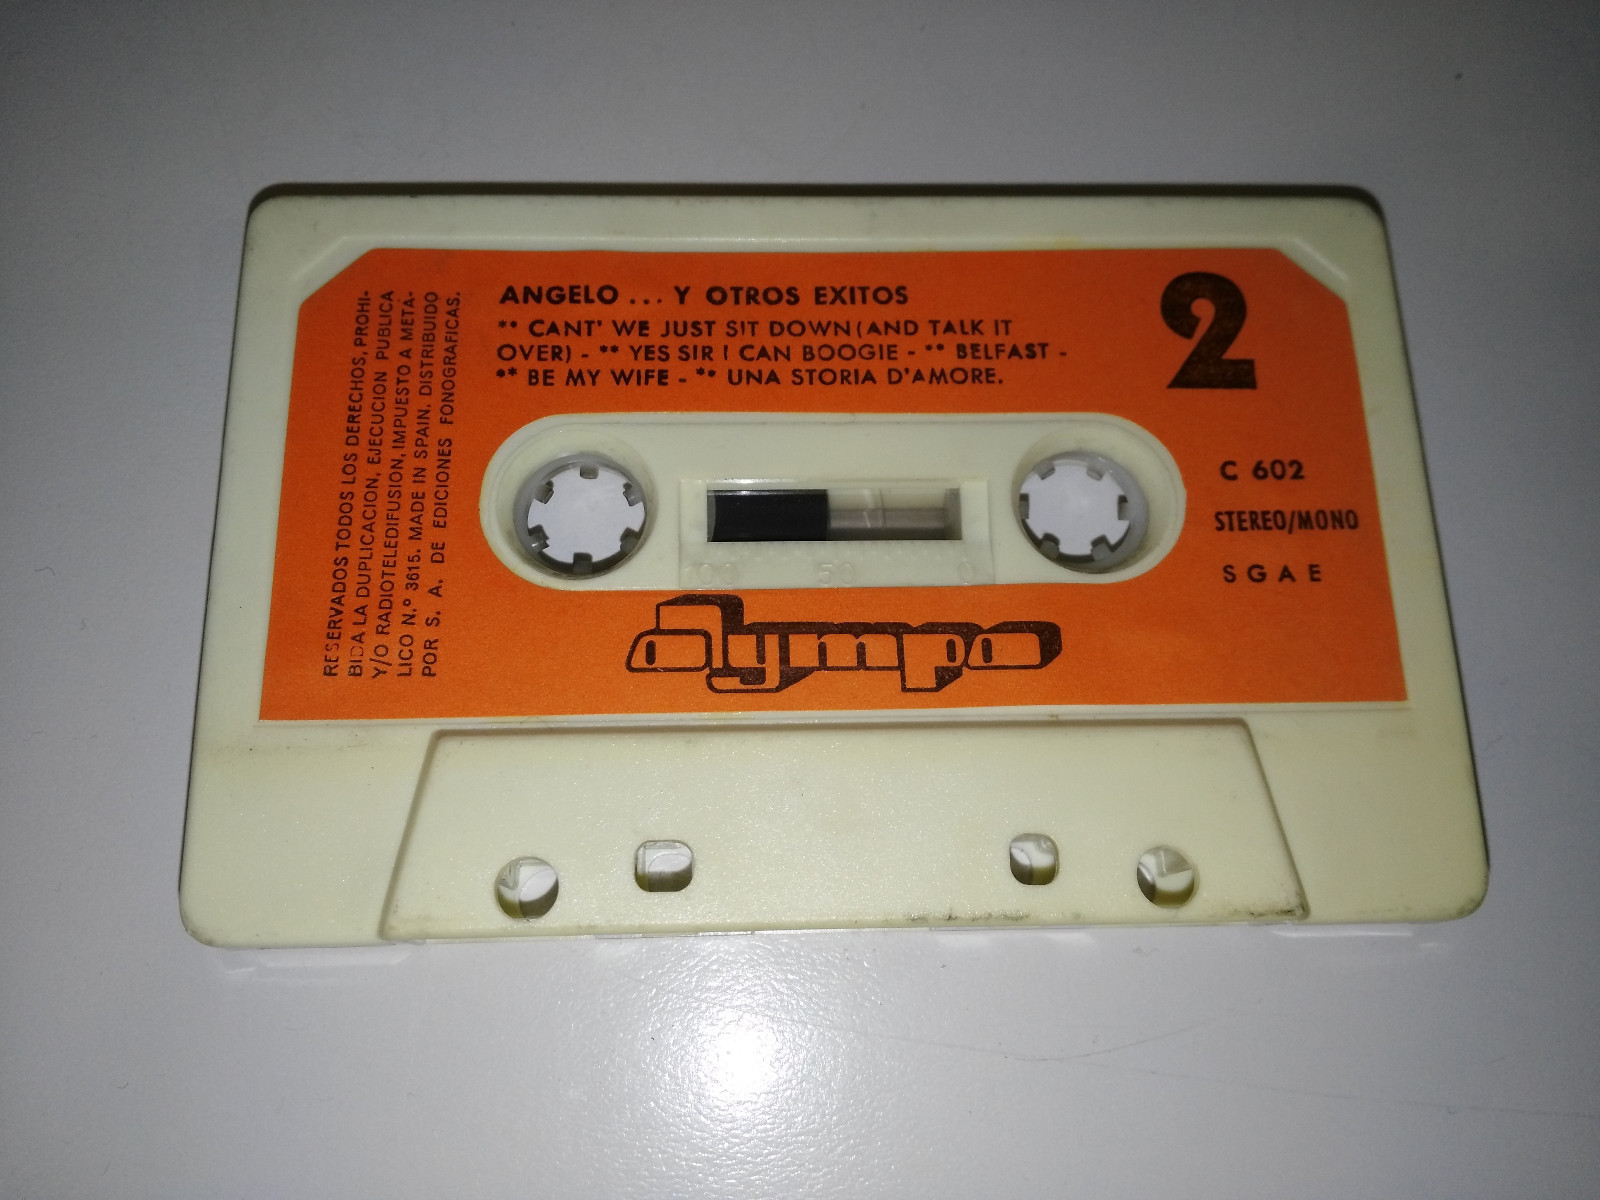 ANGELO ... Y OTROS EXITOS
** CANT' WE JUST SIT DOWN (AND TALK IT
OVER) - ** YES SIR I CAN BOOGIE - ** BELFAST -
** BE MY WIFE - ** UNA STORIA D'AMORE.
2
RESERVADOS TODOS LOS DERECHOS, PROHI-
BIDA LA DUPLICACION, EJECUCION PUBLICA
Y/O RADIOTELEDIFUSION, IMPUESTO A METÁ-
LICO N.º 3615. MADE IN SPAIN. DISTRIBUIDO
POR S. A. DE EDICIONES FONOGRAFICAS.
C 602
STEREO/MONO
S G A E
100 50 0
olympo